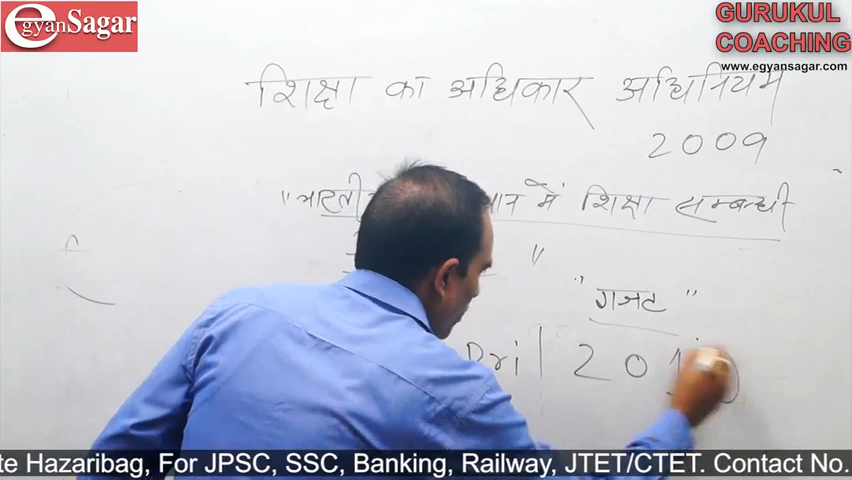 egyanSagar
GURUKUL
COACHING
www.egyansagar.com
शिक्षा का अधिकार अधिनियम
2009
" में शिक्षा सम्बन्धी
"
" गजट "
pril 2010
te Hazaribag, For JPSC, SSC, Banking, Railway, JTET/CTET. Contact No.